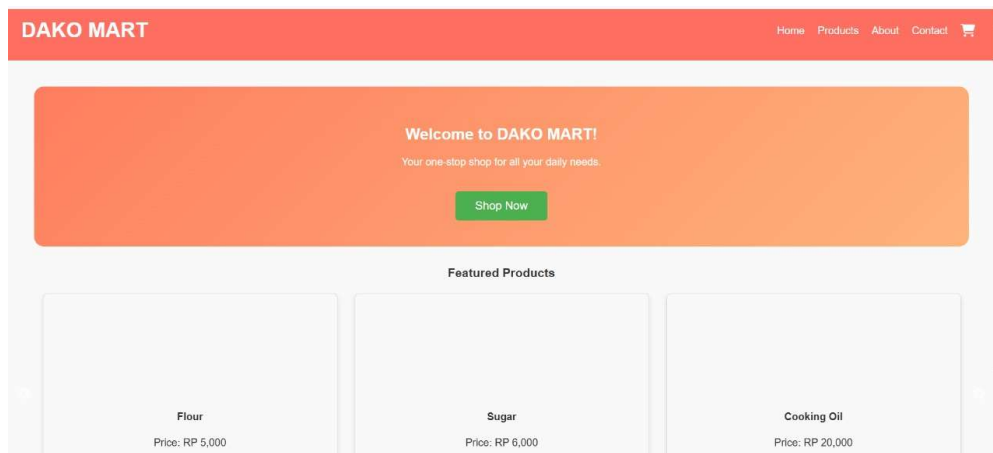 DAKO MART
Home Products About Contact
Welcome to DAKO MART!
Your one-stop shop for all your daily needs.
Shop Now
Featured Products
Flour Sugar Cooking Oil
Price: RP 5,000 Price: RP 6,000 Price: RP 20,000